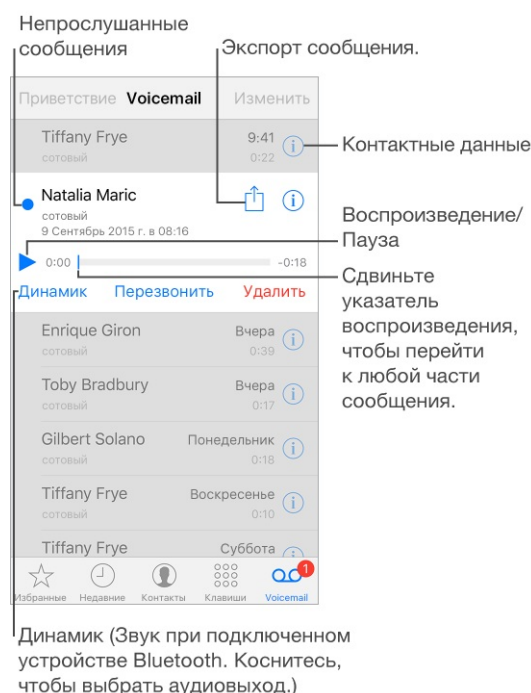 Непрослушанные
сообщения
Экспорт сообщения.
Приветствие Voicemail Изменить
Tiffany Frye 9:41
сотовый 0:22
Контактные данные
Natalia Maric
сотовый
9 Сентябрь 2015 г. в 08:16
Воспроизведение/
Пауза
0:00 -0:18
Динамик Перезвонить Удалить
Сдвиньте
указатель
воспроизведения,
чтобы перейти
к любой части
сообщения.
Enrique Giron Вчера
сотовый 0:39
Toby Bradbury Вчера
сотовый 0:17
Gilbert Solano Понедельник
сотовый 0:18
Tiffany Frye Воскресенье
сотовый 0:10
Tiffany Frye Суббота
1
Избранные Недавние Контакты Клавиши Voicemail
Динамик (Звук при подключенном
устройстве Bluetooth. Коснитесь,
чтобы выбрать аудиовыход.)